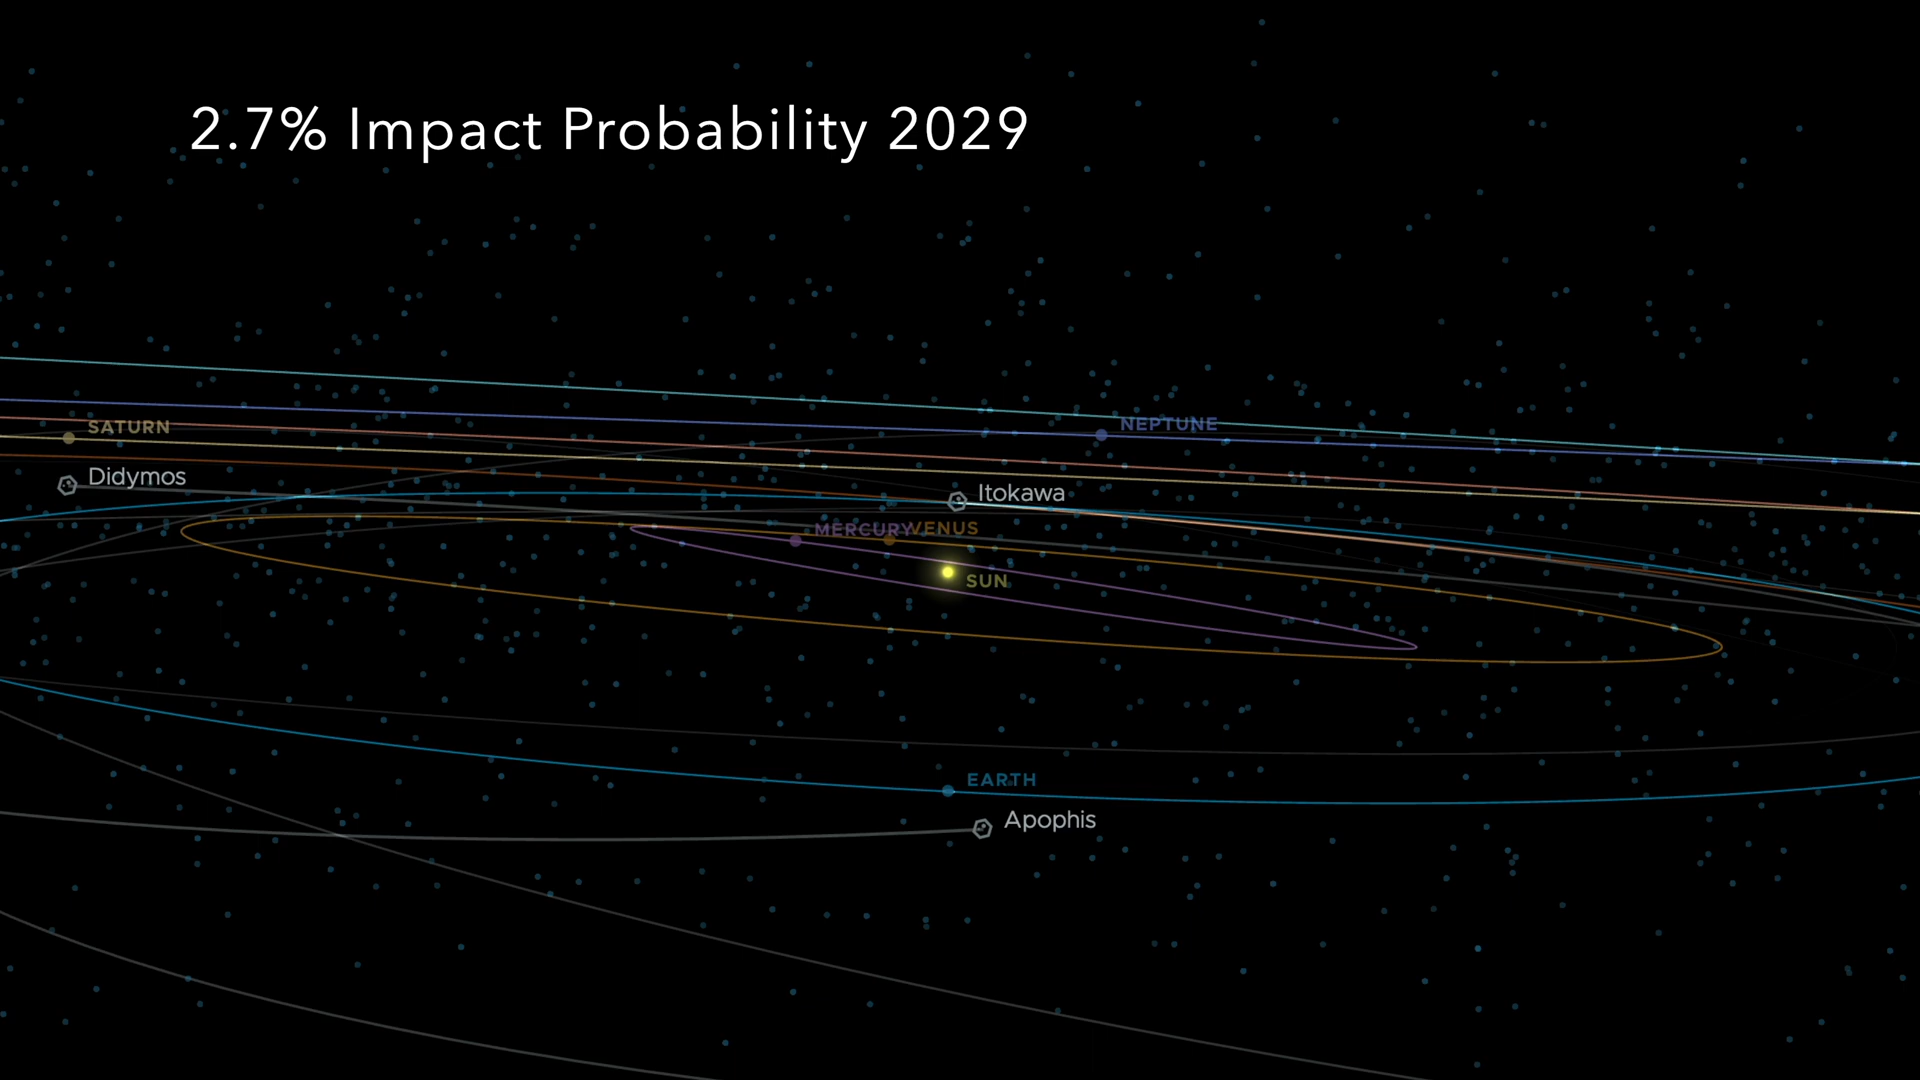 2.7% Impact Probability 2029
SATURN
NEPTUNE
Didymos
Itokawa
MERCURY
VENUS
SUN
EARTH
Apophis